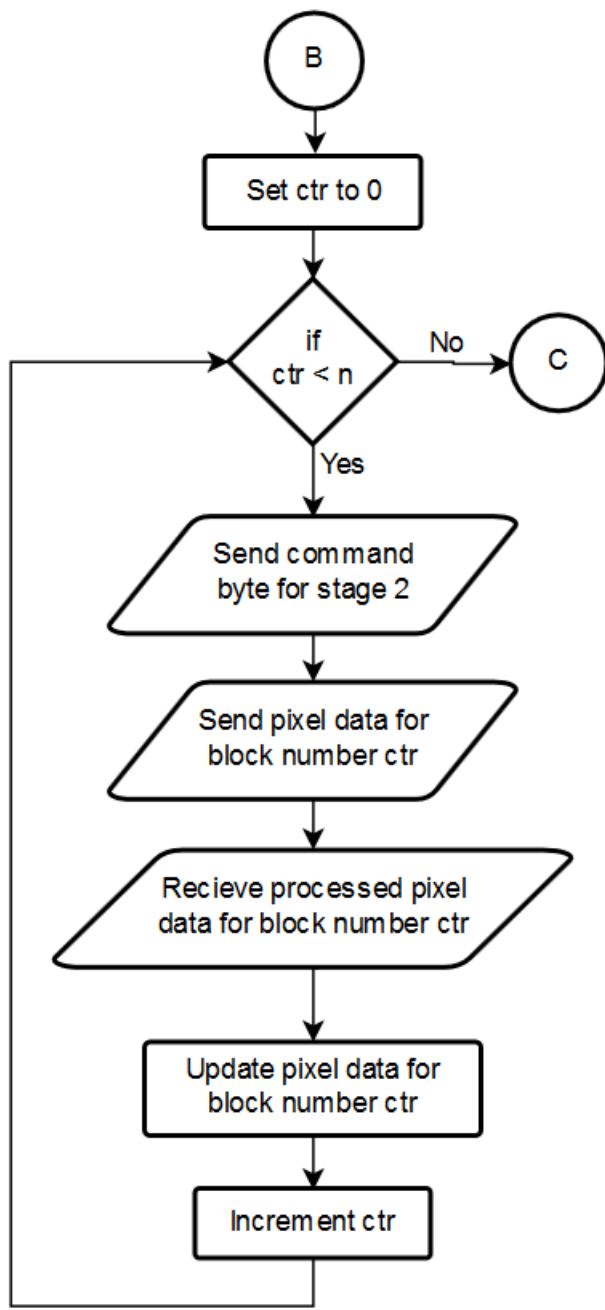 B
Set ctr to 0
if
ctr < n
No
C
Yes
Send command
byte for stage 2
Send pixel data for
block number ctr
Recieve processed pixel
data for block number ctr
Update pixel data for
block number ctr
Increment ctr